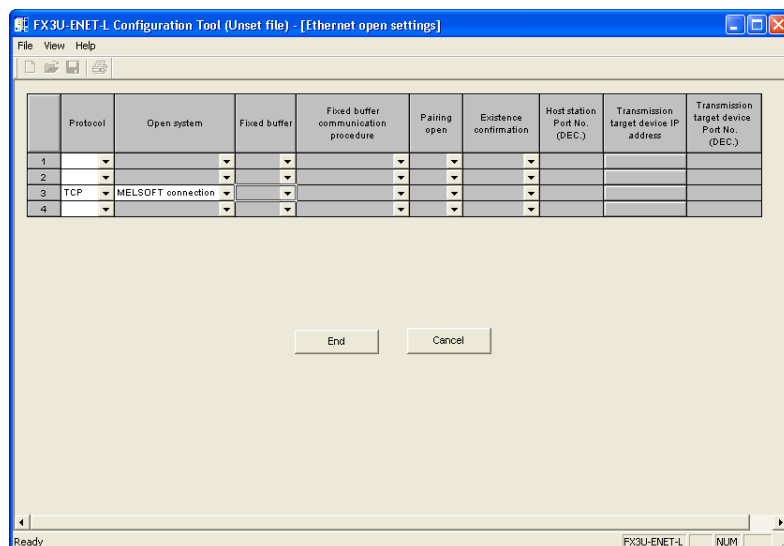 FX3U-ENET-L Configuration Tool (Unset file) - [Ethernet open settings]
File View Help
Protocol
Open system
Fixed buffer
Fixed buffer
communication
procedure
Pairing
open
Existence
confirmation
Host station
Port No.
(DEC.)
Transmission
target device IP
address
Transmission
target device
Port No.
(DEC.)
1
2
3 TCP MELSOFT connection
4
End Cancel
Ready FX3U-ENET-L NUM